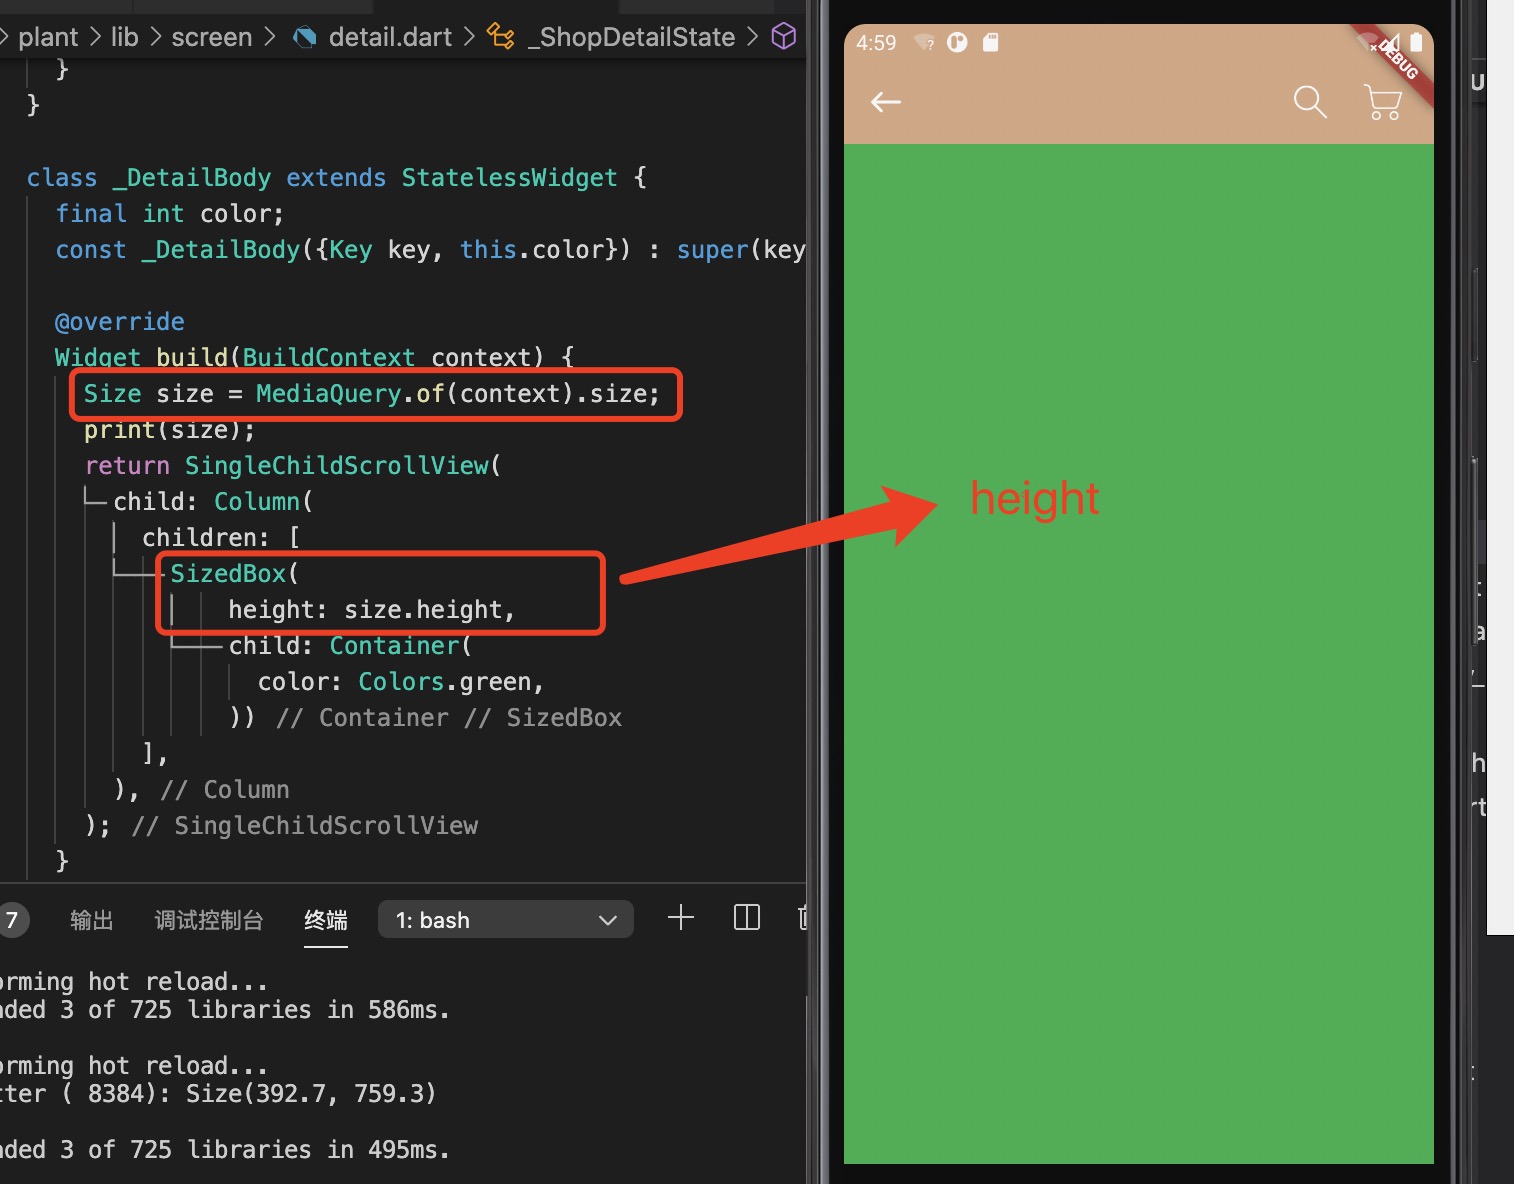 plant > lib > screen > detail.dart > _ShopDetailState >
}
}
class _DetailBody extends StatelessWidget {
final int color;
const _DetailBody({Key key, this.color}) : super(key
@override
Widget build(BuildContext context) {
Size size = MediaQuery.of(context).size;
print(size);
return SingleChildScrollView(
child: Column(
children: [
SizedBox(
height: size.height,
child: Container(
color: Colors.green,
)) // Container // SizedBox
],
), // Column
); // SingleChildScrollView
}
7 输出 调试控制台 终端 1: bash
orming hot reload...
aded 3 of 725 libraries in 586ms.
orming hot reload...
tter ( 8384): Size(392.7, 759.3)
aded 3 of 725 libraries in 495ms.
4:59
DEBUG
height